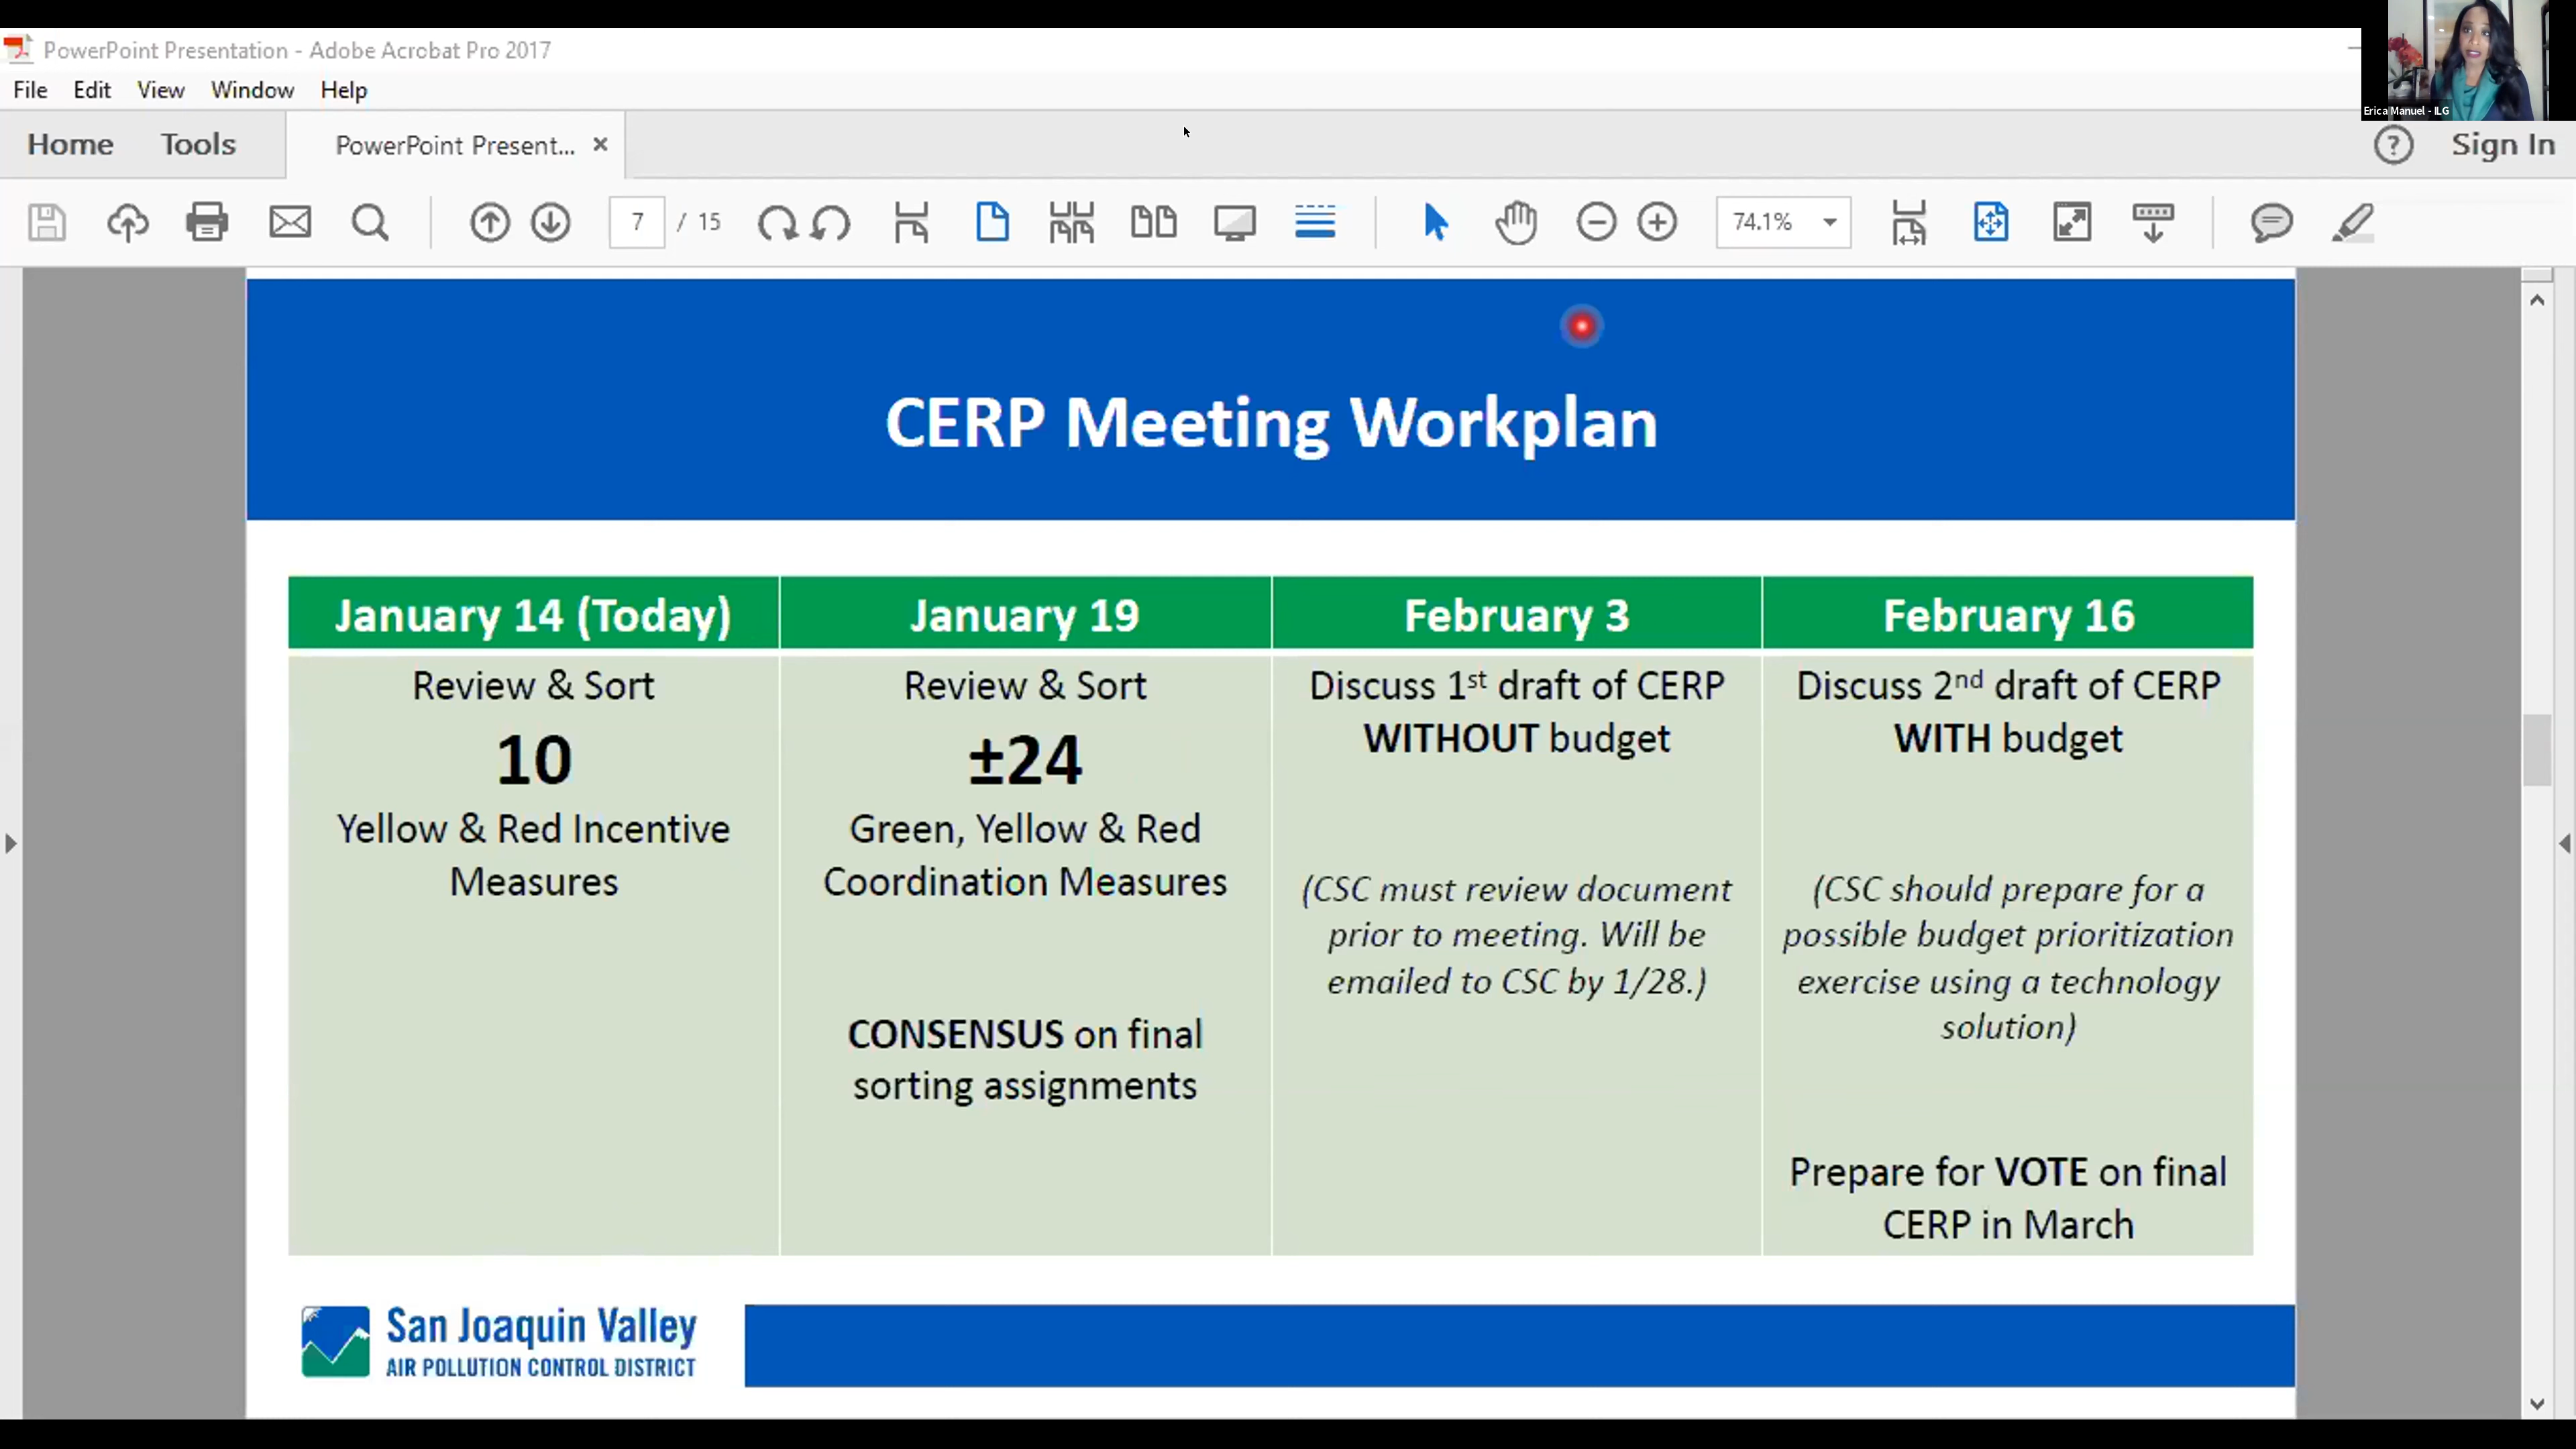 PowerPoint Presentation - Adobe Acrobat Pro 2017
Erica Manuel - ILG
File Edit View Window Help
Home Tools PowerPoint Present... Sign In
7 / 15 74.1%
CERP Meeting Workplan
January 14 (Today)
Review & Sort
10
Yellow & Red Incentive
Measures
January 19
Review & Sort
±24
Green, Yellow & Red
Coordination Measures
CONSENSUS on final
sorting assignments
February 3
Discuss 1st draft of CERP
WITHOUT budget
(CSC must review document
prior to meeting. Will be
emailed to CSC by 1/28.)
February 16
Discuss 2nd draft of CERP
WITH budget
(CSC should prepare for a
possible budget prioritization
exercise using a technology
solution)
Prepare for VOTE on final
CERP in March
San Joaquin Valley
AIR POLLUTION CONTROL DISTRICT